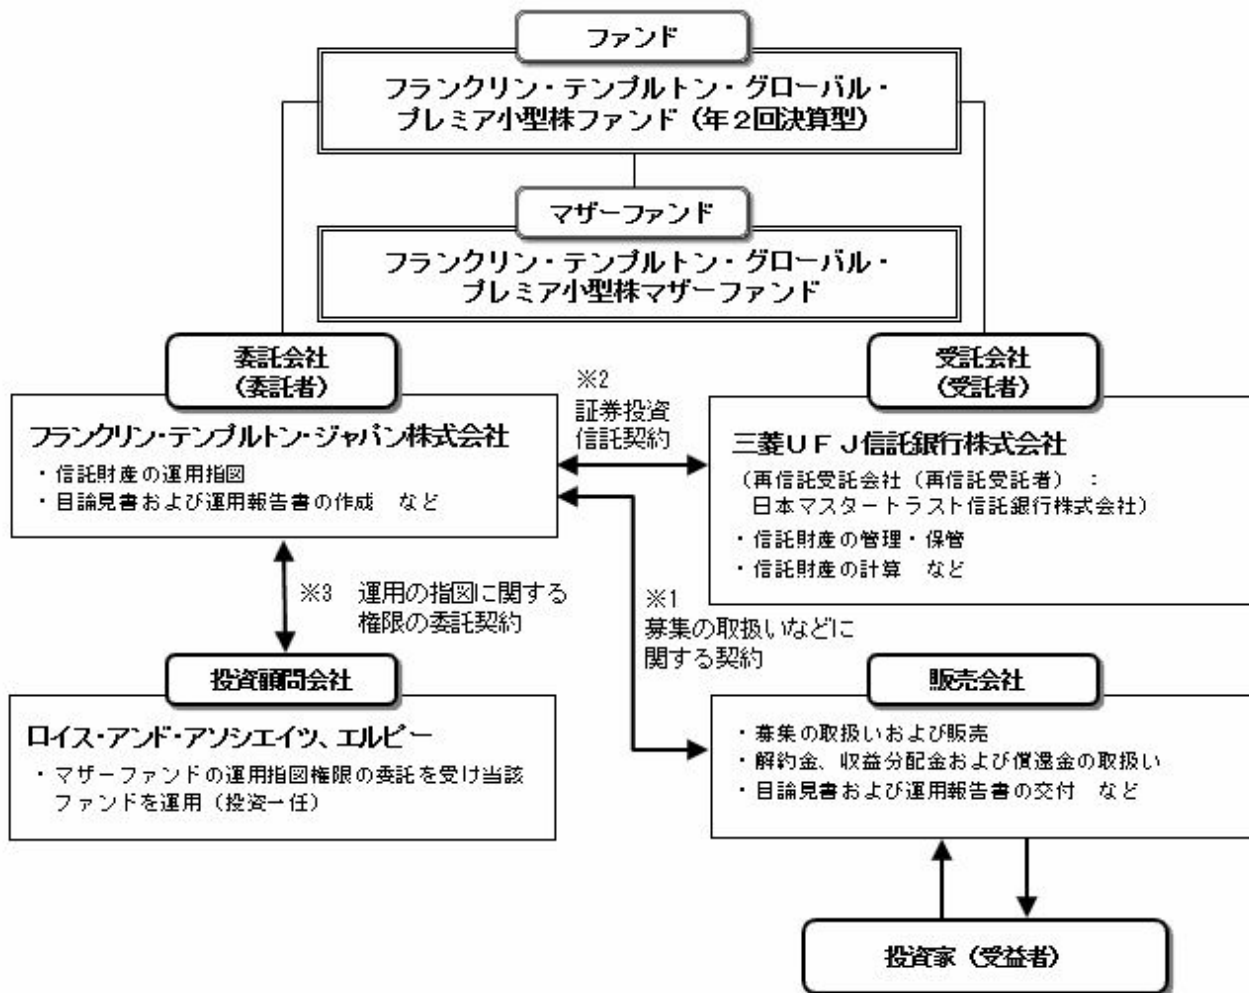 ファンド
フランクリン・テンプルトン・グローバル・
プレミア小型株ファンド（年２回決算型）
マザーファンド
フランクリン・テンプルトン・グローバル・
プレミア小型株マザーファンド
委託会社
（委託者）
フランクリン・テンプルトン・ジャパン株式会社
・信託財産の運用指図
・目論見書および運用報告書の作成　など
※2
証券投資
信託契約
受託会社
（受託者）
三菱ＵＦＪ信託銀行株式会社
（再信託受託会社（再信託受託者）：
日本マスタートラスト信託銀行株式会社）
・信託財産の管理・保管
・信託財産の計算　など
※3　運用の指図に関する
権限の委託契約
※1
募集の取扱いなどに
関する契約
投資顧問会社
ロイス・アンド・アソシエイツ、エルピー
・マザーファンドの運用指図権限の委託を受け当該
ファンドを運用（投資一任）
販売会社
・募集の取扱いおよび販売
・解約金、収益分配金および償還金の取扱い
・目論見書および運用報告書の交付　など
投資家（受益者）